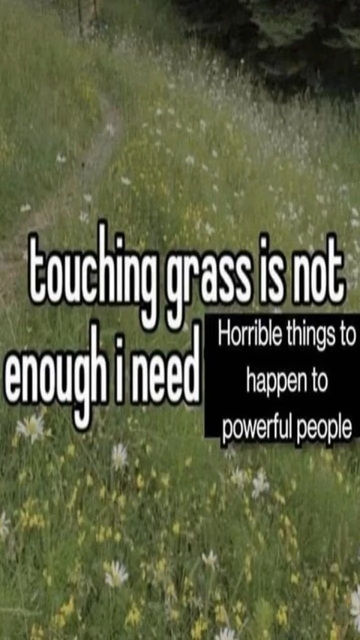 touching grass is not
enough i need
Horrible things to
happen to
powerful people